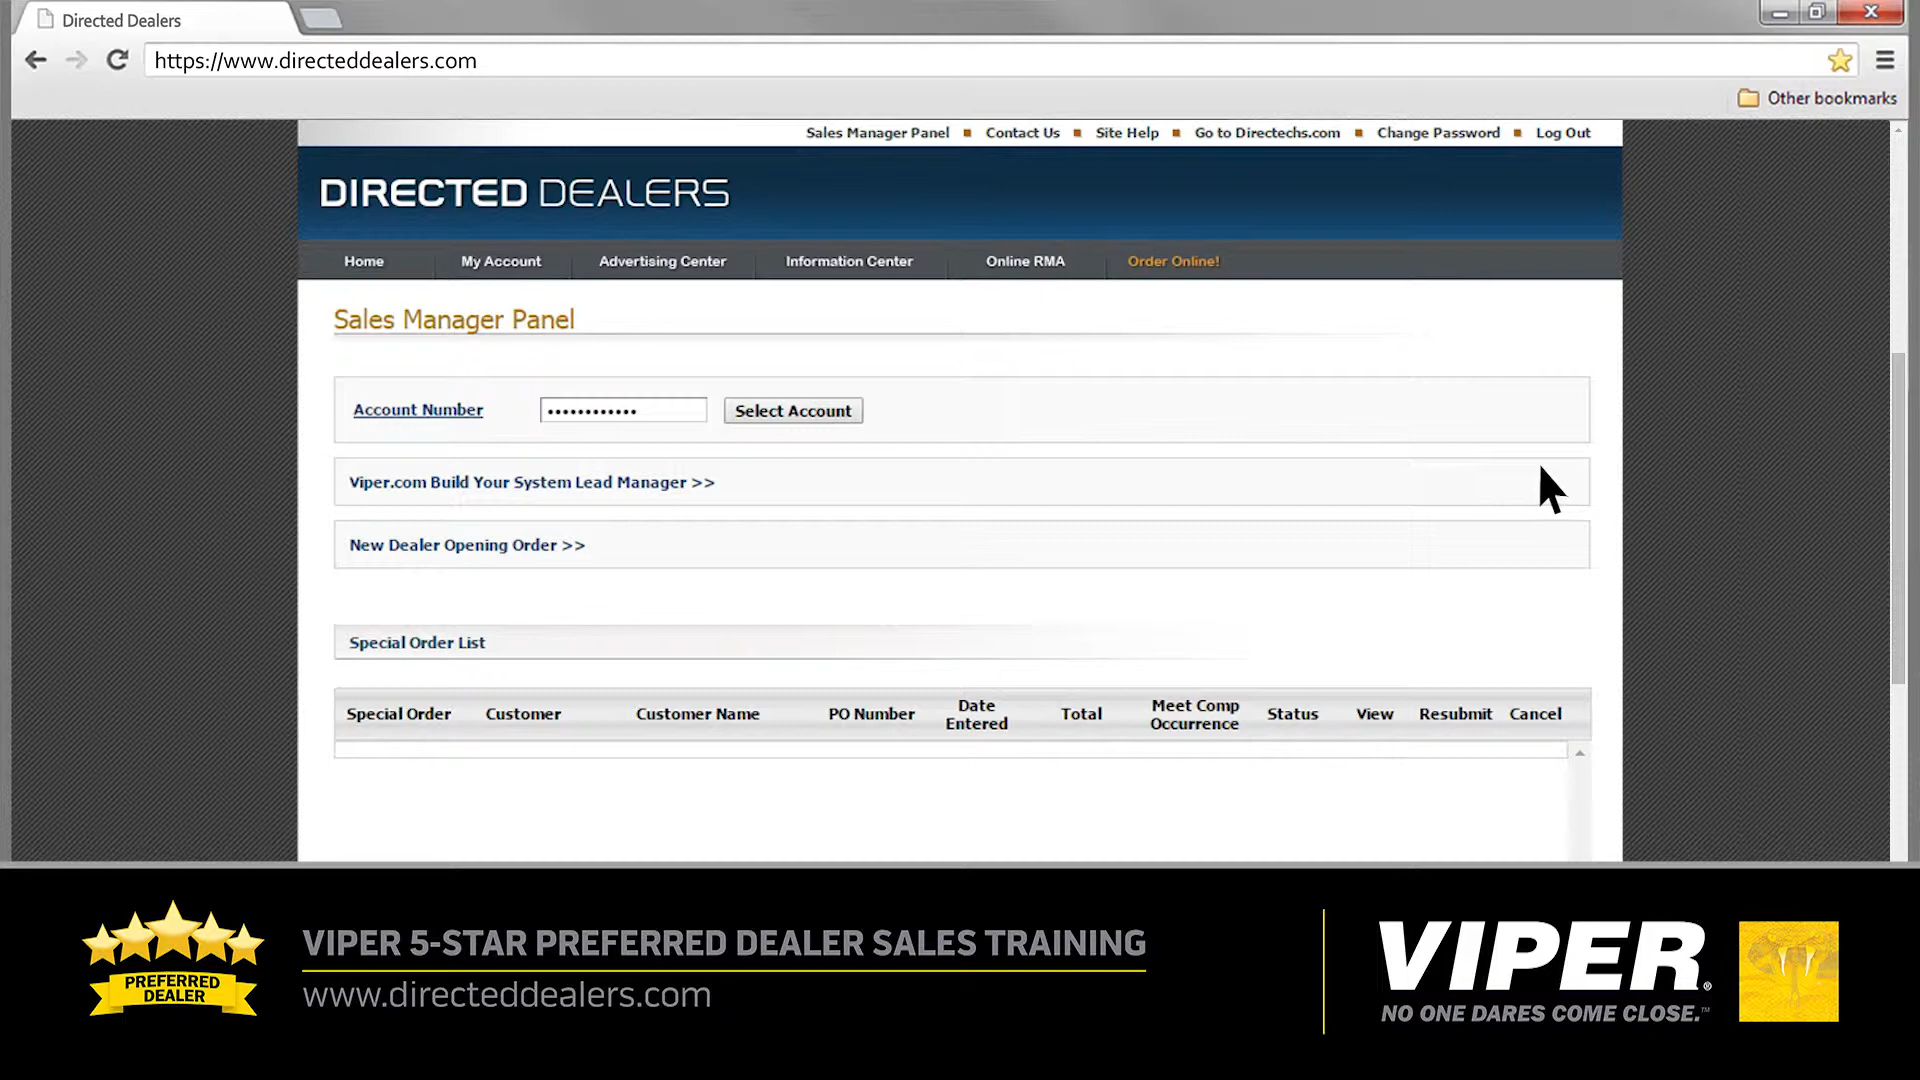 Directed Dealers
https://www.directeddealers.com
Other bookmarks
Sales Manager Panel Contact Us Site Help Go to Directechs.com Change Password Log Out
DIRECTED DEALERS
Home My Account Advertising Center Information Center Online RMA Order Online!
Sales Manager Panel
Account Number •••••••••••• Select Account
Viper.com Build Your System Lead Manager >>
New Dealer Opening Order >>
Special Order List
Special Order Customer Customer Name PO Number Date Entered Total Meet Comp Occurrence Status View Resubmit Cancel
PREFERRED
DEALER
VIPER 5-STAR PREFERRED DEALER SALES TRAINING
www.directeddealers.com
VIPER®
NO ONE DARES COME CLOSE.™